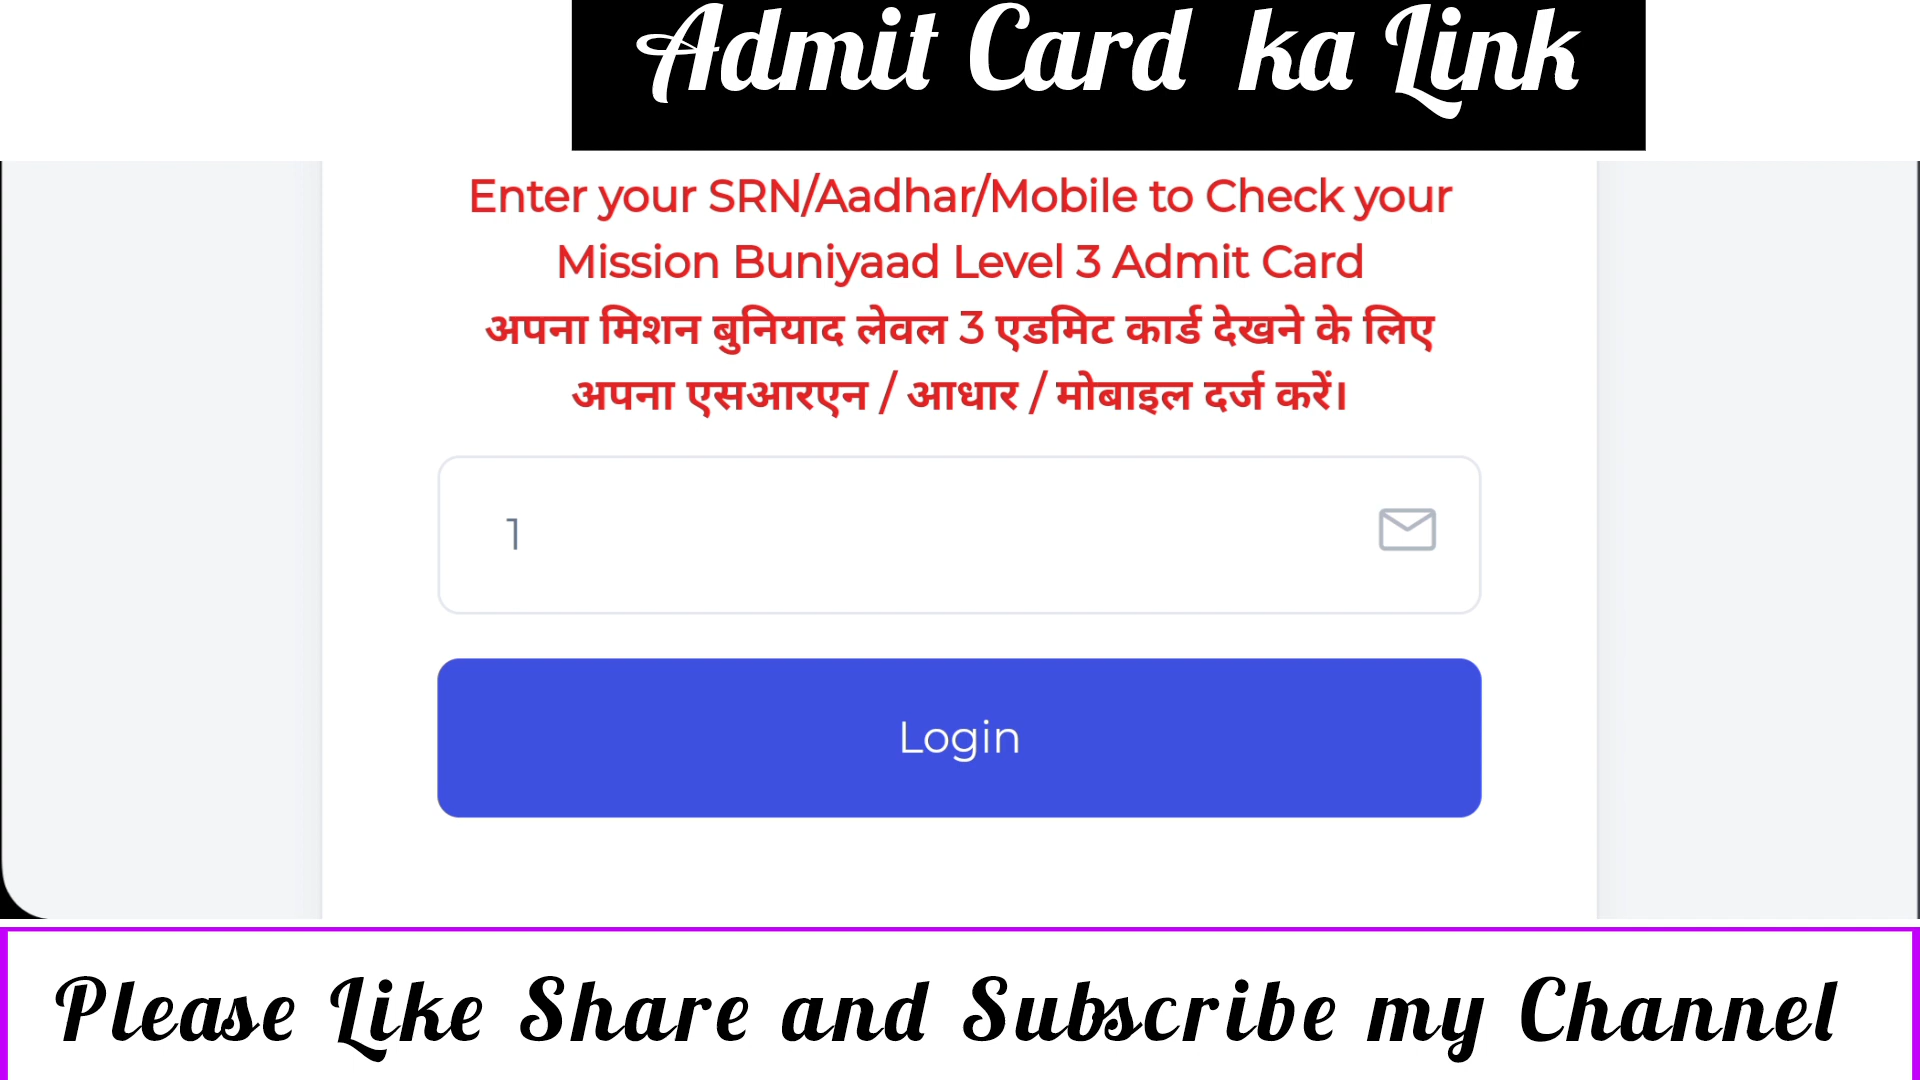 Admit Card ka Link
Enter your SRN/Aadhar/Mobile to Check your
Mission Buniyaad Level 3 Admit Card
अपना मिशन बुनियाद लेवल 3 एडमिट कार्ड देखने के लिए
अपना एसआरएन / आधार / मोबाइल दर्ज करें।
1
Login
Please Like Share and Subscribe my Channel